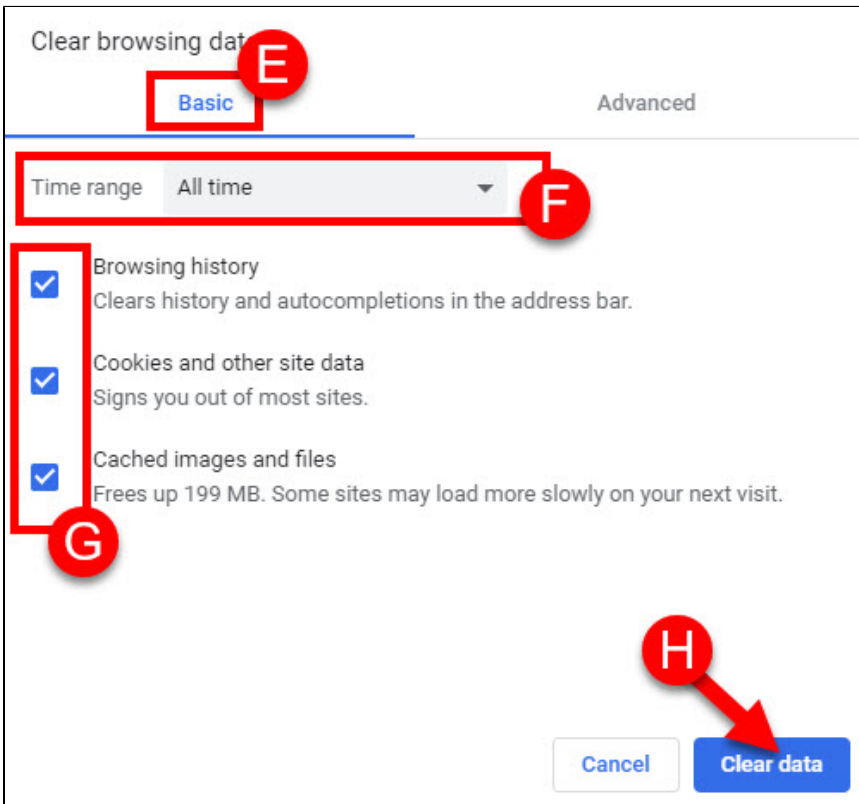 Clear browsing dat
E
Basic
Advanced
Time range
All time
F
Browsing history
Clears history and autocompletions in the address bar.
Cookies and other site data
Signs you out of most sites.
Cached images and files
Frees up 199 MB. Some sites may load more slowly on your next visit.
G
H
Cancel
Clear data